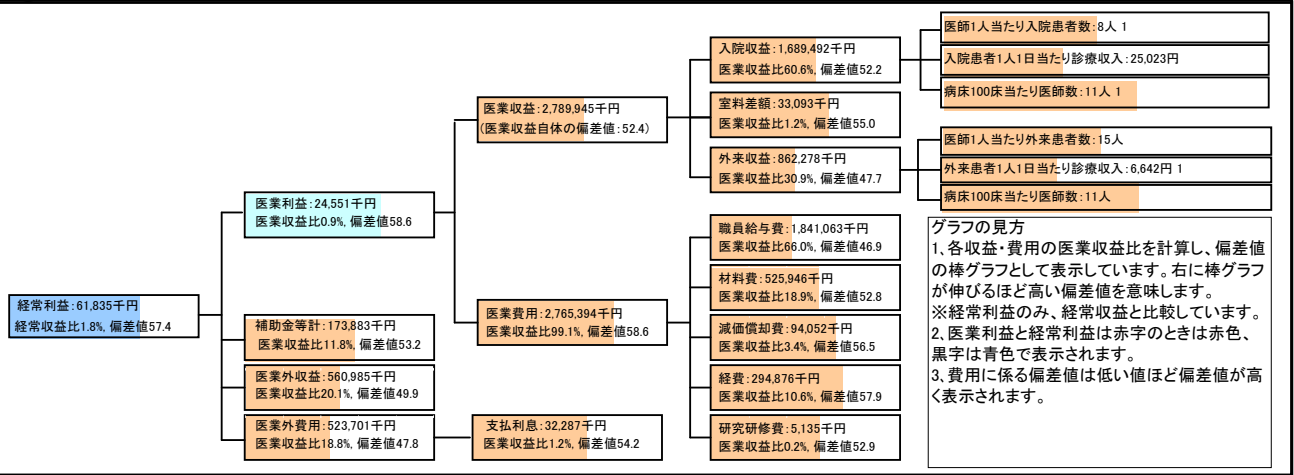 経常利益:61,835千円
経常収益比1.8%, 偏差値57.4
医業利益:24,551千円
医業収益比0.9%, 偏差値58.6
補助金等計:173,883千円
医業収益比11.8%, 偏差値53.2
医業外収益:560,985千円
医業収益比20.1%, 偏差値49.9
医業外費用:523,701千円
医業収益比18.8%, 偏差値47.8
支払利息:32,287千円
医業収益比1.2%, 偏差値54.2
医業収益:2,789,945千円
(医業収益自体の偏差値:52.4)
医業費用:2,765,394千円
医業収益比99.1%, 偏差値58.6
入院収益:1,689,492千円
医業収益比60.6%, 偏差値52.2
室料差額:33,093千円
医業収益比1.2%, 偏差値55.0
外来収益:862,278千円
医業収益比30.9%, 偏差値47.7
職員給与費:1,841,063千円
医業収益比66.0%, 偏差値46.9
材料費:525,946千円
医業収益比18.9%, 偏差値52.8
減価償却費:94,052千円
医業収益比3.4%, 偏差値56.5
経費:294,876千円
医業収益比10.6%, 偏差値57.9
研究研修費:5,135千円
医業収益比0.2%, 偏差値52.9
医師1人当たり入院患者数:8人 1
入院患者1人1日当たり診療収入:25,023円
病床100床当たり医師数:11人 1
医師1人当たり外来患者数:15人
外来患者1人1日当たり診療収入:6,642円 1
病床100床当たり医師数:11人
グラフの見方
1、各収益・費用の医業収益比を計算し、偏差値
の棒グラフとして表示しています。右に棒グラフ
が伸びるほど高い偏差値を意味します。
※経常利益のみ、経常収益と比較しています。
2、医業利益と経常利益は赤字のときは赤色、
黒字は青色で表示されます。
3、費用に係る偏差値は低い値ほど偏差値が高
く表示されます。